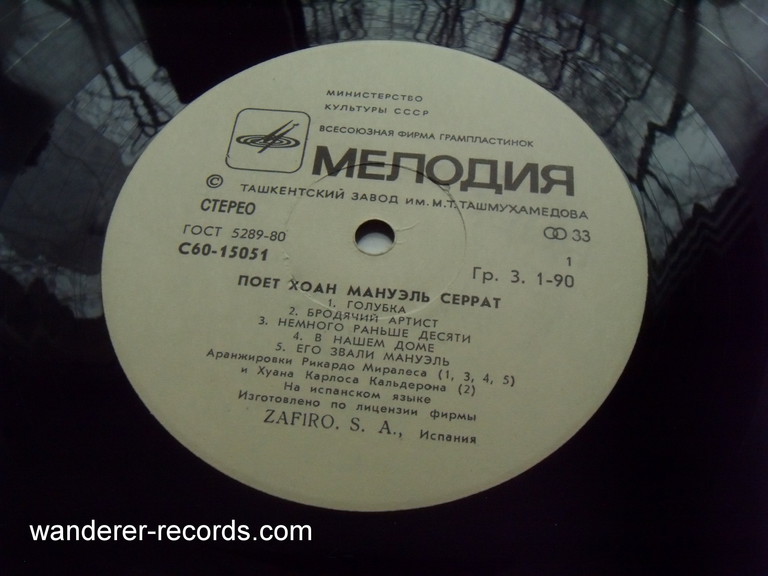 МИНИСТЕРСТВО
КУЛЬТУРЫ СССР
ВСЕСОЮЗНАЯ ФИРМА ГРАМПЛАСТИНОК
МЕЛОДИЯ
© ТАШКЕНТСКИЙ ЗАВОД ИМ. М.Т. ТАШМУХАМЕДОВА
СТЕРЕО
33
ГОСТ 5289-80
1
С60-15051
Гр. 3. 1-90
ПОЕТ ХОАН МАНУЭЛЬ СЕРРАТ
1. ГОЛУБКА
2. БРОДЯЧИЙ АРТИСТ
3. НЕМНОГО РАНЬШЕ ДЕСЯТИ
4. В НАШЕМ ДОМЕ
5. ЕГО ЗВАЛИ МАНУЭЛЬ
Аранжировки Рикардо Миралеса (1, 3, 4, 5)
и Хуана Карлоса Кальдерона (2)
На испанском языке
Изготовлено по лицензии фирмы
ZAFIRO. S. A., Испания
wanderer-records.com